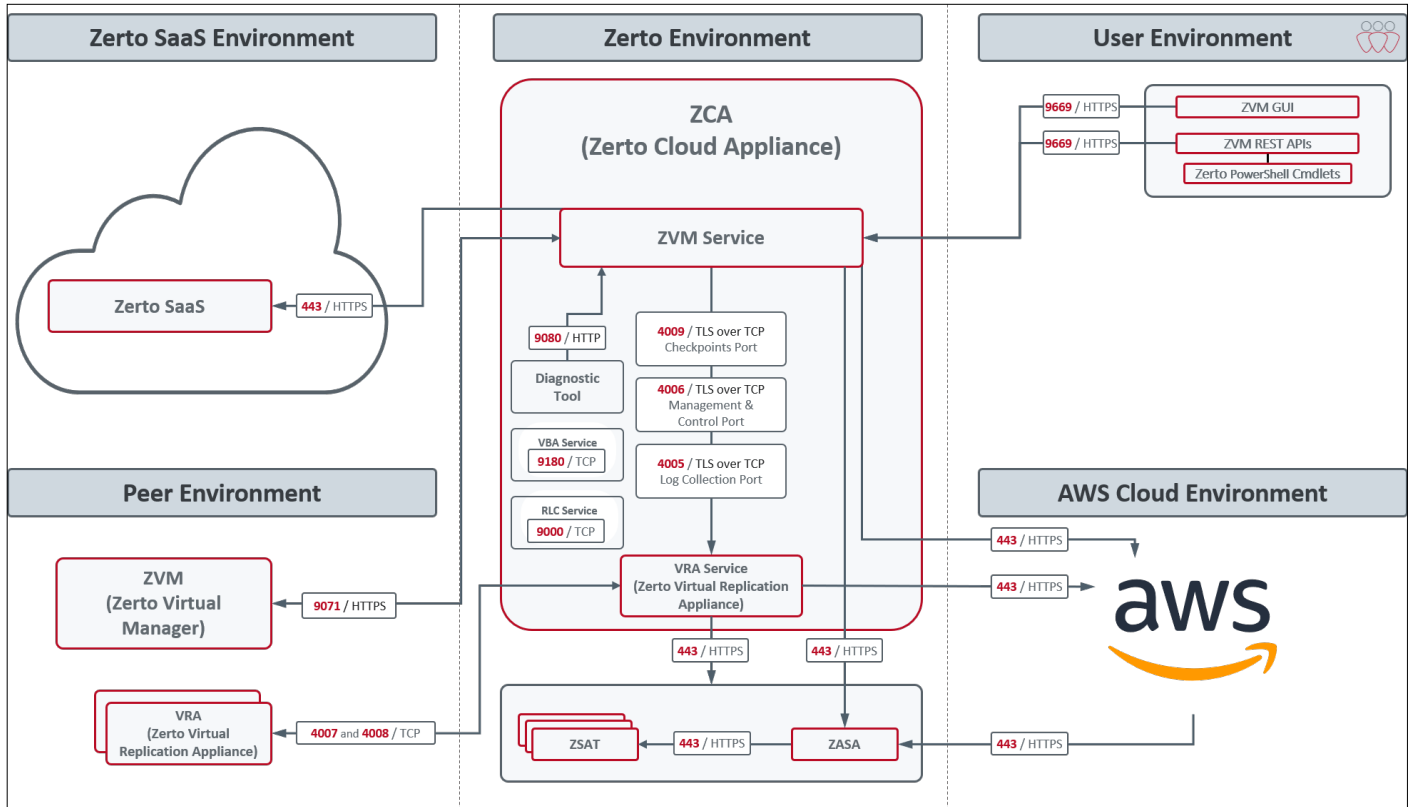 Zerto SaaS Environment
Zerto Environment
User Environment
ZCA
(Zerto Cloud Appliance)
9669 / HTTPS
ZVM GUI
9669 / HTTPS
ZVM REST APIs
Zerto PowerShell Cmdlets
ZVM Service
Zerto SaaS
443 / HTTPS
9080 / HTTP
4009 / TLS over TCP
Checkpoints Port
Diagnostic
Tool
4006 / TLS over TCP
Management &
Control Port
VBA Service
9180 / TCP
4005 / TLS over TCP
Log Collection Port
RLC Service
9000 / TCP
Peer Environment
AWS Cloud Environment
443 / HTTPS
ZVM
(Zerto Virtual
Manager)
9071 / HTTPS
VRA Service
(Zerto Virtual Replication
Appliance)
443 / HTTPS
aws
443 / HTTPS
443 / HTTPS
VRA
(Zerto Virtual
Replication Appliance)
4007 and 4008 / TCP
ZSAT
443 / HTTPS
ZASA
443 / HTTPS